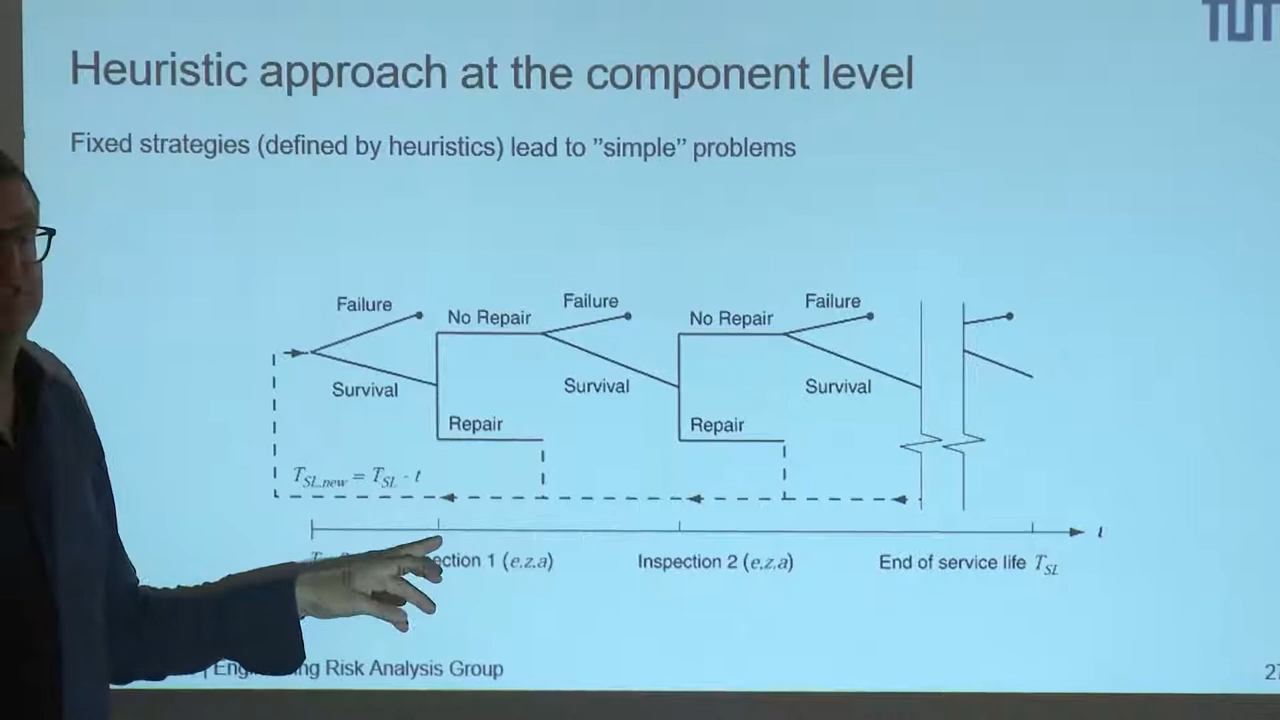 TUT
Heuristic approach at the component level
Fixed strategies (defined by heuristics) lead to ”simple” problems
Failure
No Repair
Failure
No Repair
Failure
Survival
Survival
Survival
Repair
Repair
T_SL,new = T_SL - t
t
ection 1 (e,z,a)
Inspection 2 (e,z,a)
End of service life T_SL
Risk Analysis Group